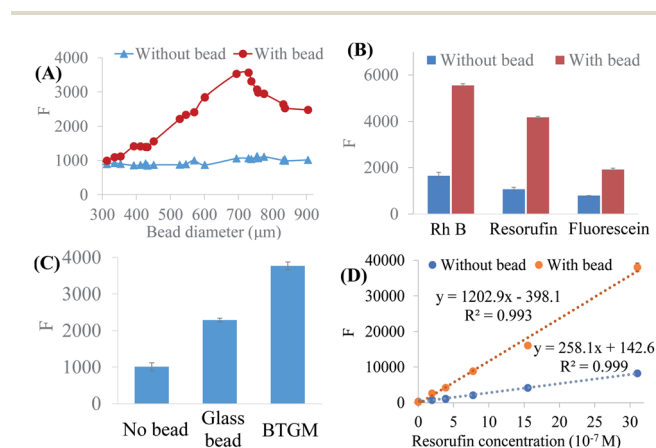 (A)
Without bead With bead
4000
3000
2000
1000
0
F
300 400 500 600 700 800 900
Bead diameter (µm)
(B)
Without bead With bead
6000
4000
2000
0
F
Rh B Resorufin Fluorescein
(C)
4000
3000
2000
1000
0
F
No bead Glass bead BTGM
(D)
Without bead With bead
40000
30000
20000
10000
0
F
y = 1202.9x - 398.1
R² = 0.993
y = 258.1x + 142.6
R² = 0.999
0 5 10 15 20 25 30
Resorufin concentration (10⁻⁷ M)